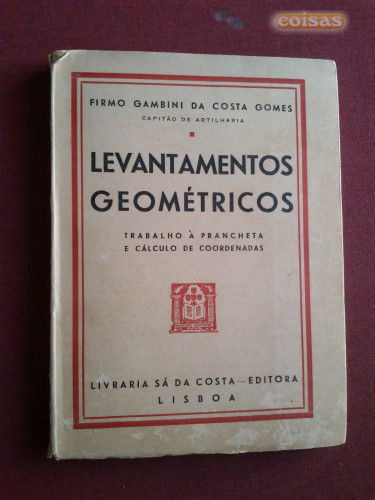 coisas
FIRMO GAMBINI DA COSTA GOMES
CAPITÃO DE ARTILHARIA
LEVANTAMENTOS
GEOMÉTRICOS
TRABALHO À PRANCHETA
E CÁLCULO DE COORDENADAS
LIVRARIA SÁ DA COSTA—EDITORA
LISBOA